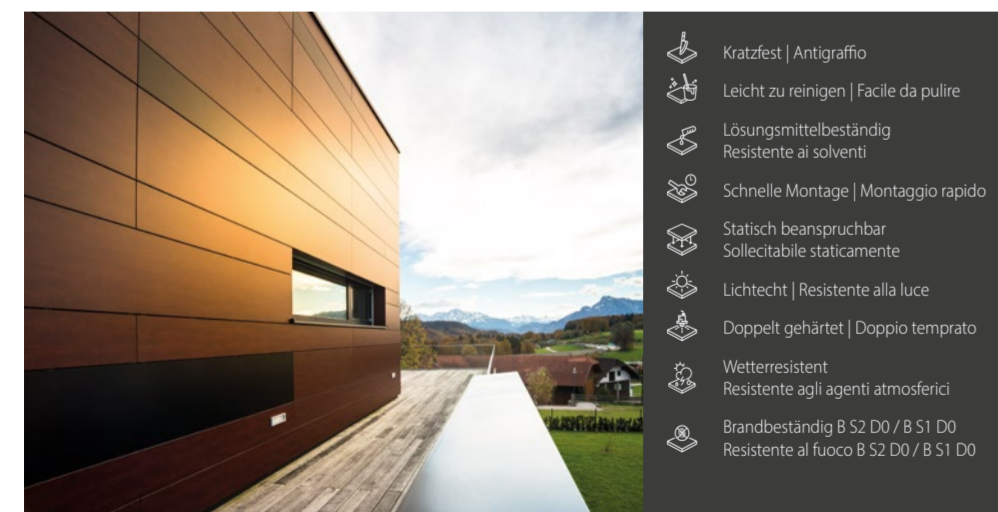 Kratzfest | Antigraffio
Leicht zu reinigen | Facile da pulire
Lösungsmittelbeständig
Resistente ai solventi
Schnelle Montage | Montaggio rapido
Statisch beanspruchbar
Sollecitabile staticamente
Lichtecht | Resistente alla luce
Doppelt gehärtet | Doppio temprato
Wetterresistent
Resistente agli agenti atmosferici
Brandbeständig B S2 D0 / B S1 D0
Resistente al fuoco B S2 D0 / B S1 D0